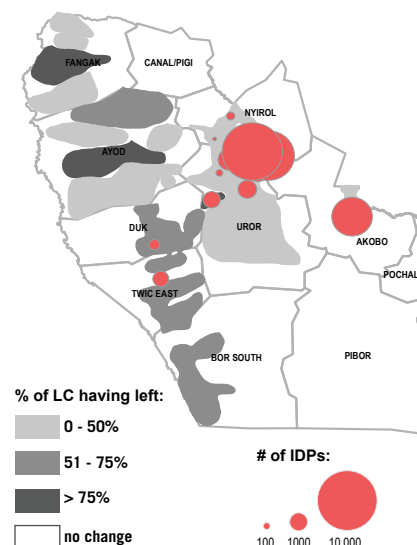 FANGAK
CANAL/PIGI
NYIROL
AYOD
DUK
UROR
AKOBO
POCHAL
TWIC EAST
BOR SOUTH
PIBOR
% of LC having left:
0 - 50%
51 - 75%
> 75%
no change
# of IDPs:
100 1000 10,000